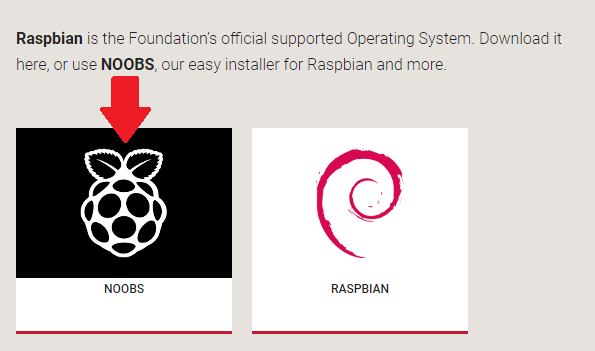 Raspbian is the Foundation's official supported Operating System. Download it
here, or use NOOBS, our easy installer for Raspbian and more.
NOOBS
RASPBIAN